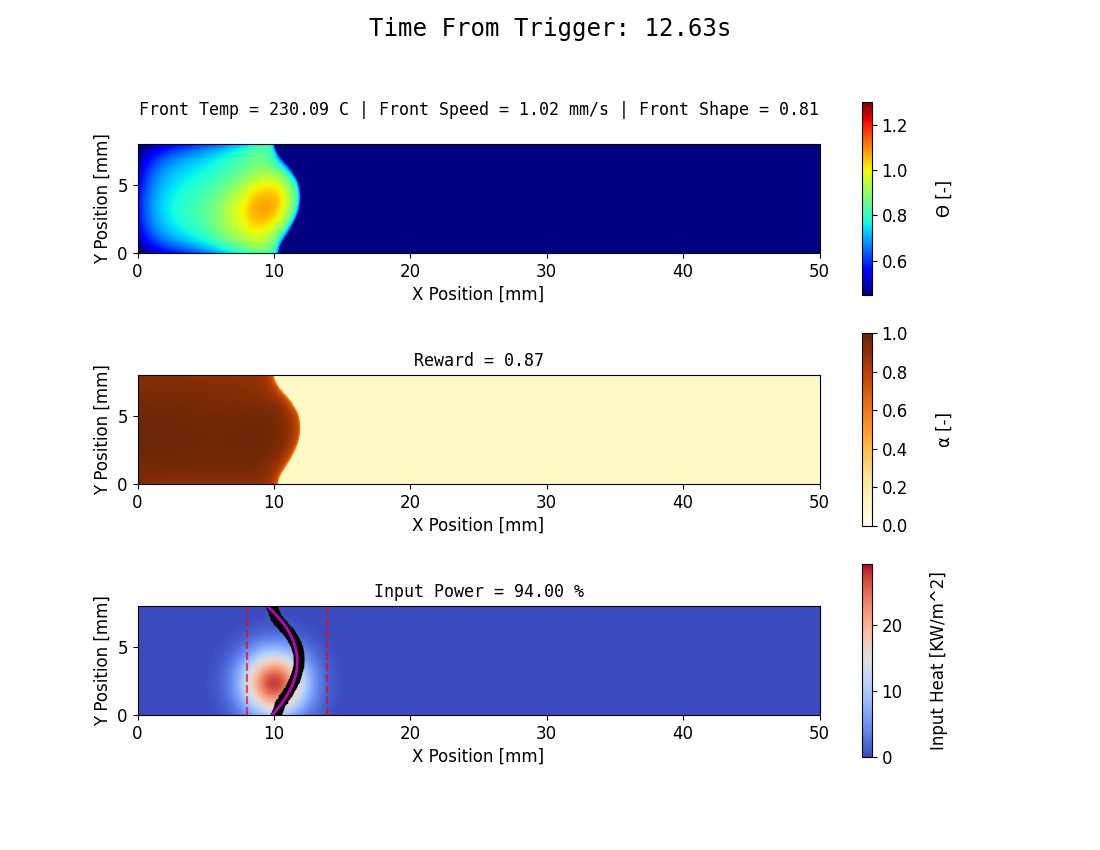 Time From Trigger: 12.63s
Front Temp = 230.09 C | Front Speed = 1.02 mm/s | Front Shape = 0.81
Y Position [mm]
5
0
0 10 20 30 40 50
X Position [mm]
1.2
1.0
0.8
0.6
Θ [-]
Reward = 0.87
Y Position [mm]
5
0
0 10 20 30 40 50
X Position [mm]
1.0
0.8
0.6
0.4
0.2
0.0
α [-]
Input Power = 94.00 %
Y Position [mm]
5
0
0 10 20 30 40 50
X Position [mm]
20
10
0
Input Heat [KW/m^2]